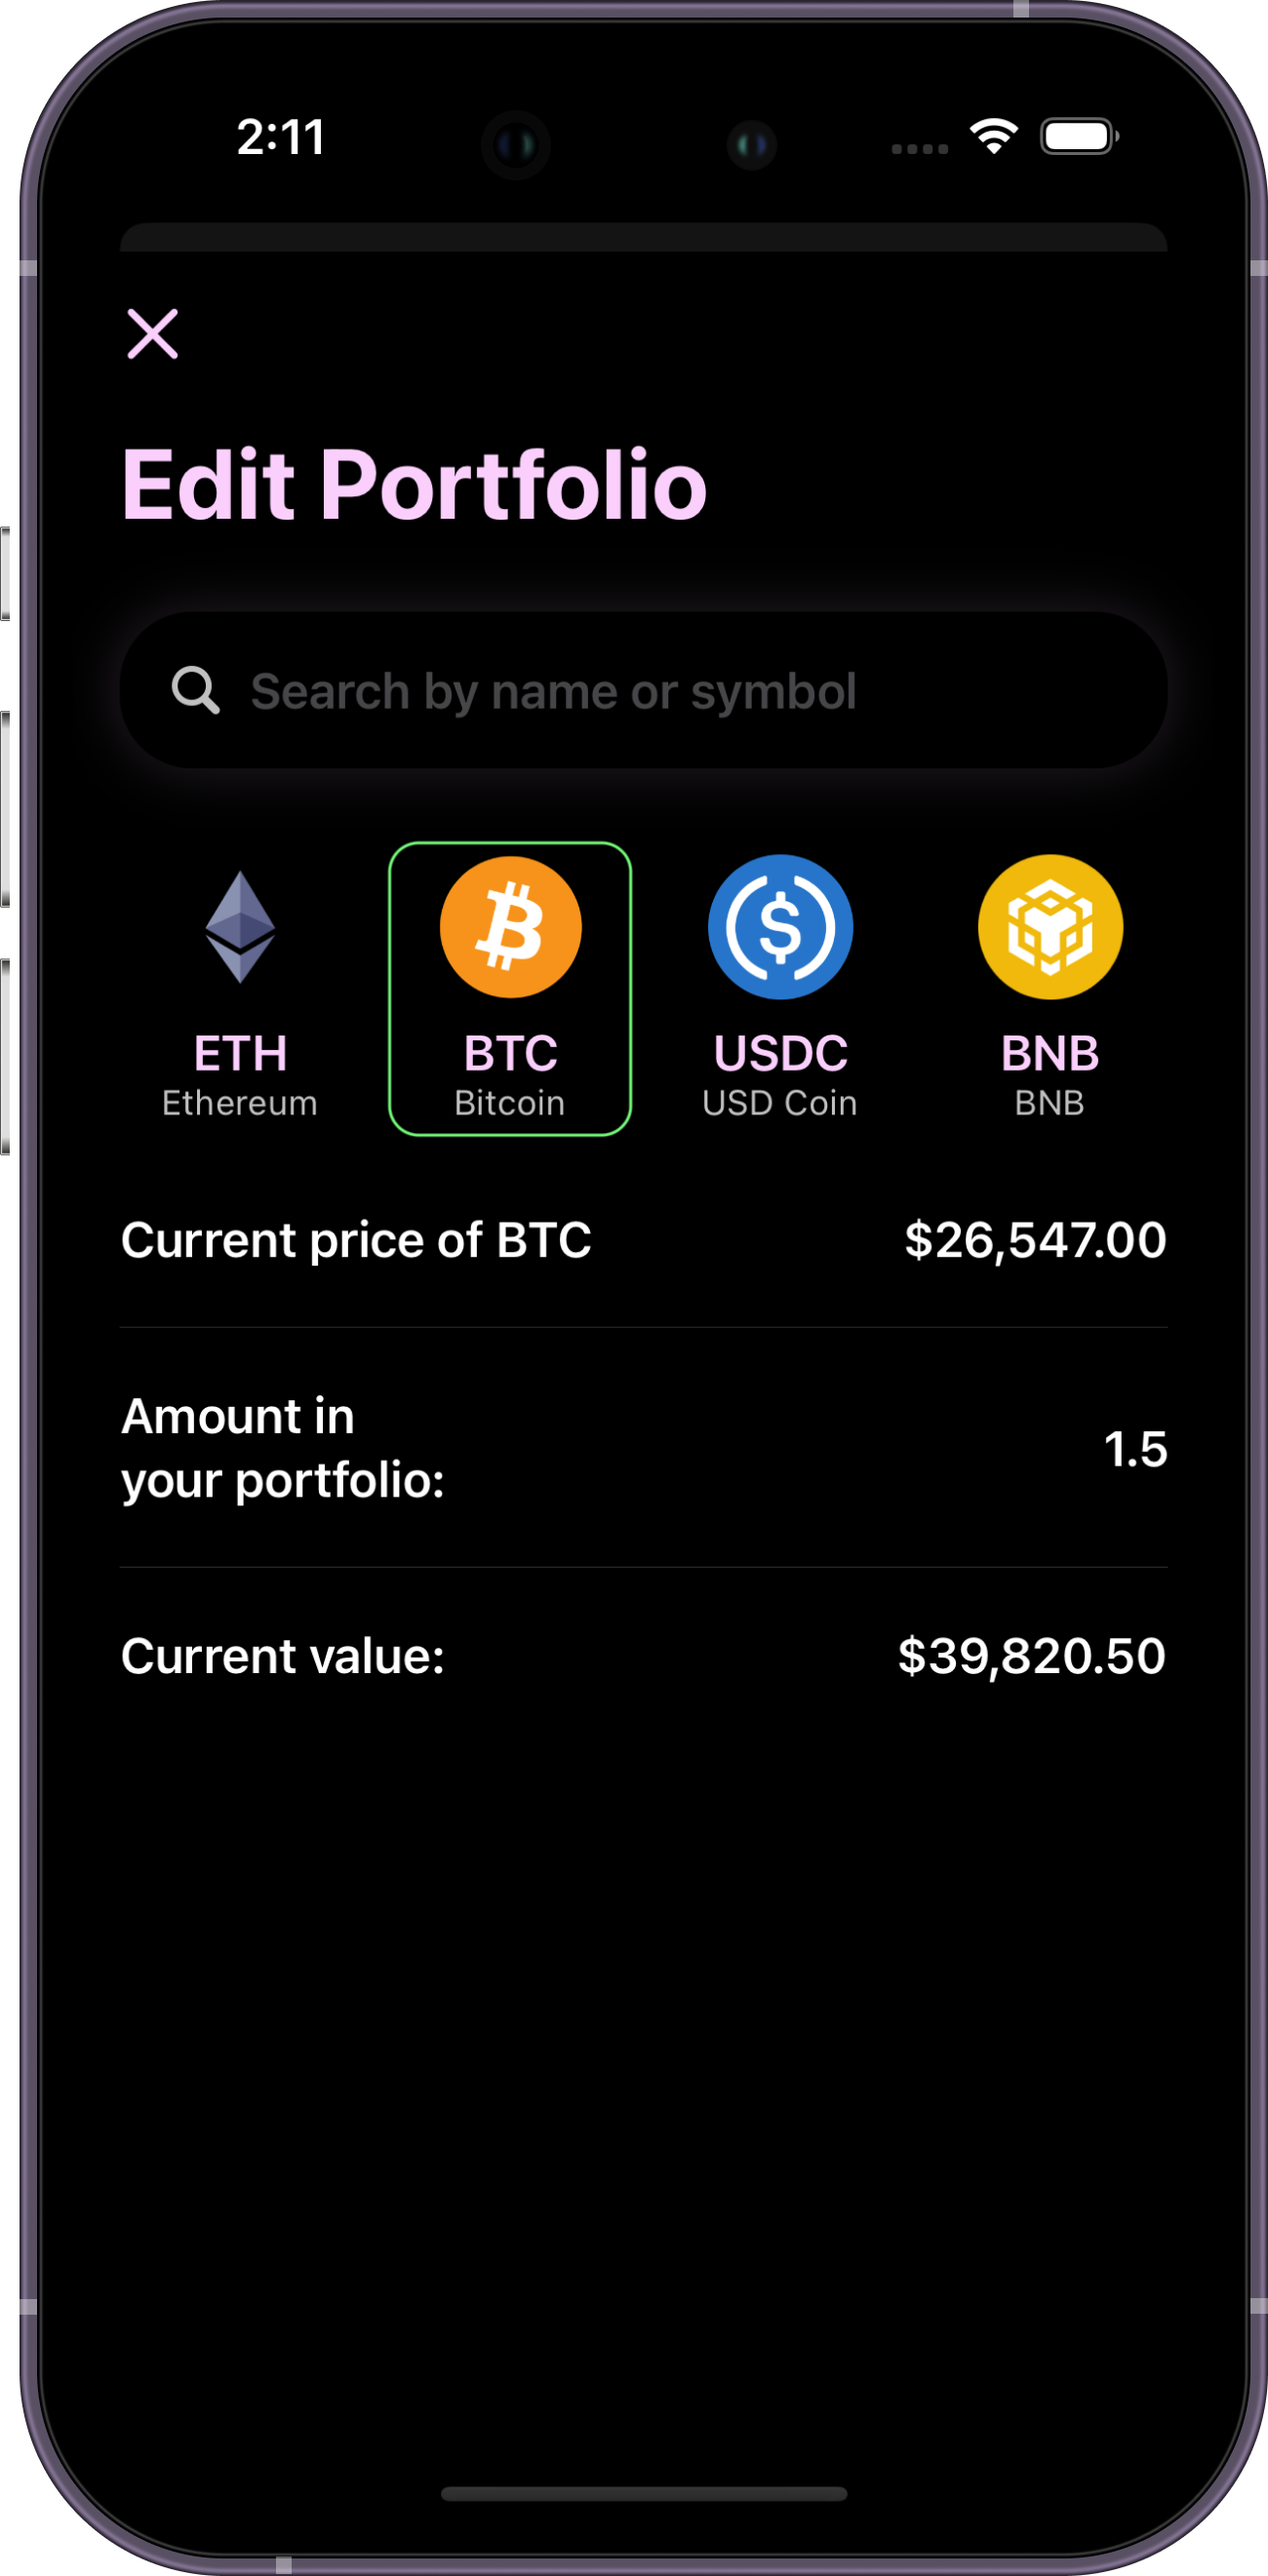 2:11
Edit Portfolio
Search by name or symbol
ETH BTC USDC BNB
Ethereum Bitcoin USD Coin BNB
Current price of BTC $26,547.00
Amount in
your portfolio: 1.5
Current value: $39,820.50